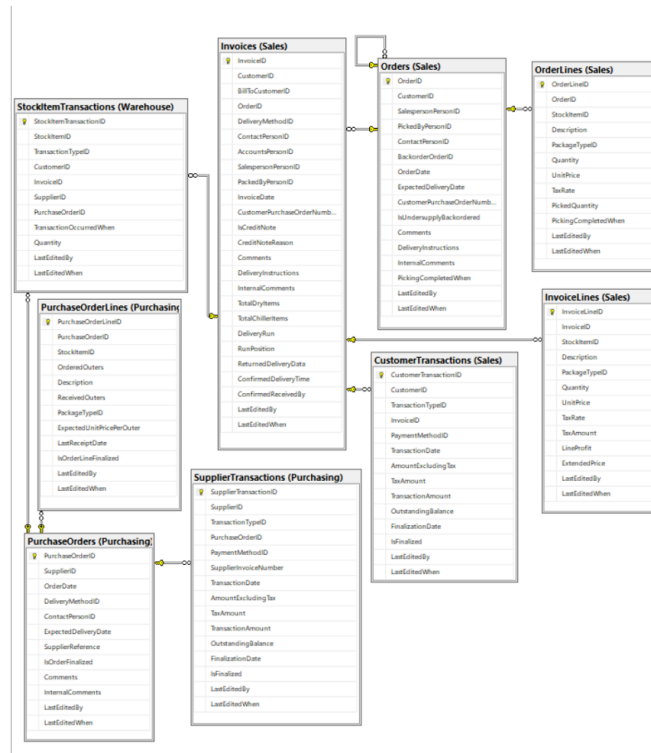 Invoices (Sales)
InvoiceID
CustomerID
BillToCustomerID
OrderID
DeliveryMethodID
ContactPersonID
AccountsPersonID
SalespersonPersonID
PackedByPersonID
InvoiceDate
CustomerPurchaseOrderNumb...
IsCreditNote
CreditNoteReason
Comments
DeliveryInstructions
InternalComments
TotalDryItems
TotalChillerItems
DeliveryRun
RunPosition
ReturnedDeliveryData
ConfirmedDeliveryTime
ConfirmedReceivedBy
LastEditedBy
LastEditedWhen
Orders (Sales)
OrderID
CustomerID
SalespersonPersonID
PickedByPersonID
ContactPersonID
BackorderOrderID
OrderDate
ExpectedDeliveryDate
CustomerPurchaseOrderNumb...
IsUndersupplyBackordered
Comments
DeliveryInstructions
InternalComments
PickingCompletedWhen
LastEditedBy
LastEditedWhen
OrderLines (Sales)
OrderLineID
OrderID
StockItemID
Description
PackageTypeID
Quantity
UnitPrice
TaxRate
PickedQuantity
PickingCompletedWhen
LastEditedBy
LastEditedWhen
StockItemTransactions (Warehouse)
StockItemTransactionID
StockItemID
TransactionTypeID
CustomerID
InvoiceID
SupplierID
PurchaseOrderID
TransactionOccurredWhen
Quantity
LastEditedBy
LastEditedWhen
PurchaseOrderLines (Purchasing
PurchaseOrderLineID
PurchaseOrderID
StockItemID
OrderedOuters
Description
ReceivedOuters
PackageTypeID
ExpectedUnitPricePerOuter
LastReceiptDate
IsOrderLineFinalized
LastEditedBy
LastEditedWhen
InvoiceLines (Sales)
InvoiceLineID
InvoiceID
StockItemID
Description
PackageTypeID
Quantity
UnitPrice
TaxRate
TaxAmount
LineProfit
ExtendedPrice
LastEditedBy
LastEditedWhen
CustomerTransactions (Sales)
CustomerTransactionID
CustomerID
TransactionTypeID
InvoiceID
PaymentMethodID
TransactionDate
AmountExcludingTax
TaxAmount
TransactionAmount
OutstandingBalance
FinalizationDate
IsFinalized
LastEditedBy
LastEditedWhen
SupplierTransactions (Purchasing)
SupplierTransactionID
SupplierID
TransactionTypeID
PurchaseOrderID
PaymentMethodID
SupplierInvoiceNumber
TransactionDate
AmountExcludingTax
TaxAmount
TransactionAmount
OutstandingBalance
FinalizationDate
IsFinalized
LastEditedBy
LastEditedWhen
PurchaseOrders (Purchasing)
PurchaseOrderID
SupplierID
OrderDate
DeliveryMethodID
ContactPersonID
ExpectedDeliveryDate
SupplierReference
IsOrderFinalized
Comments
InternalComments
LastEditedBy
LastEditedWhen